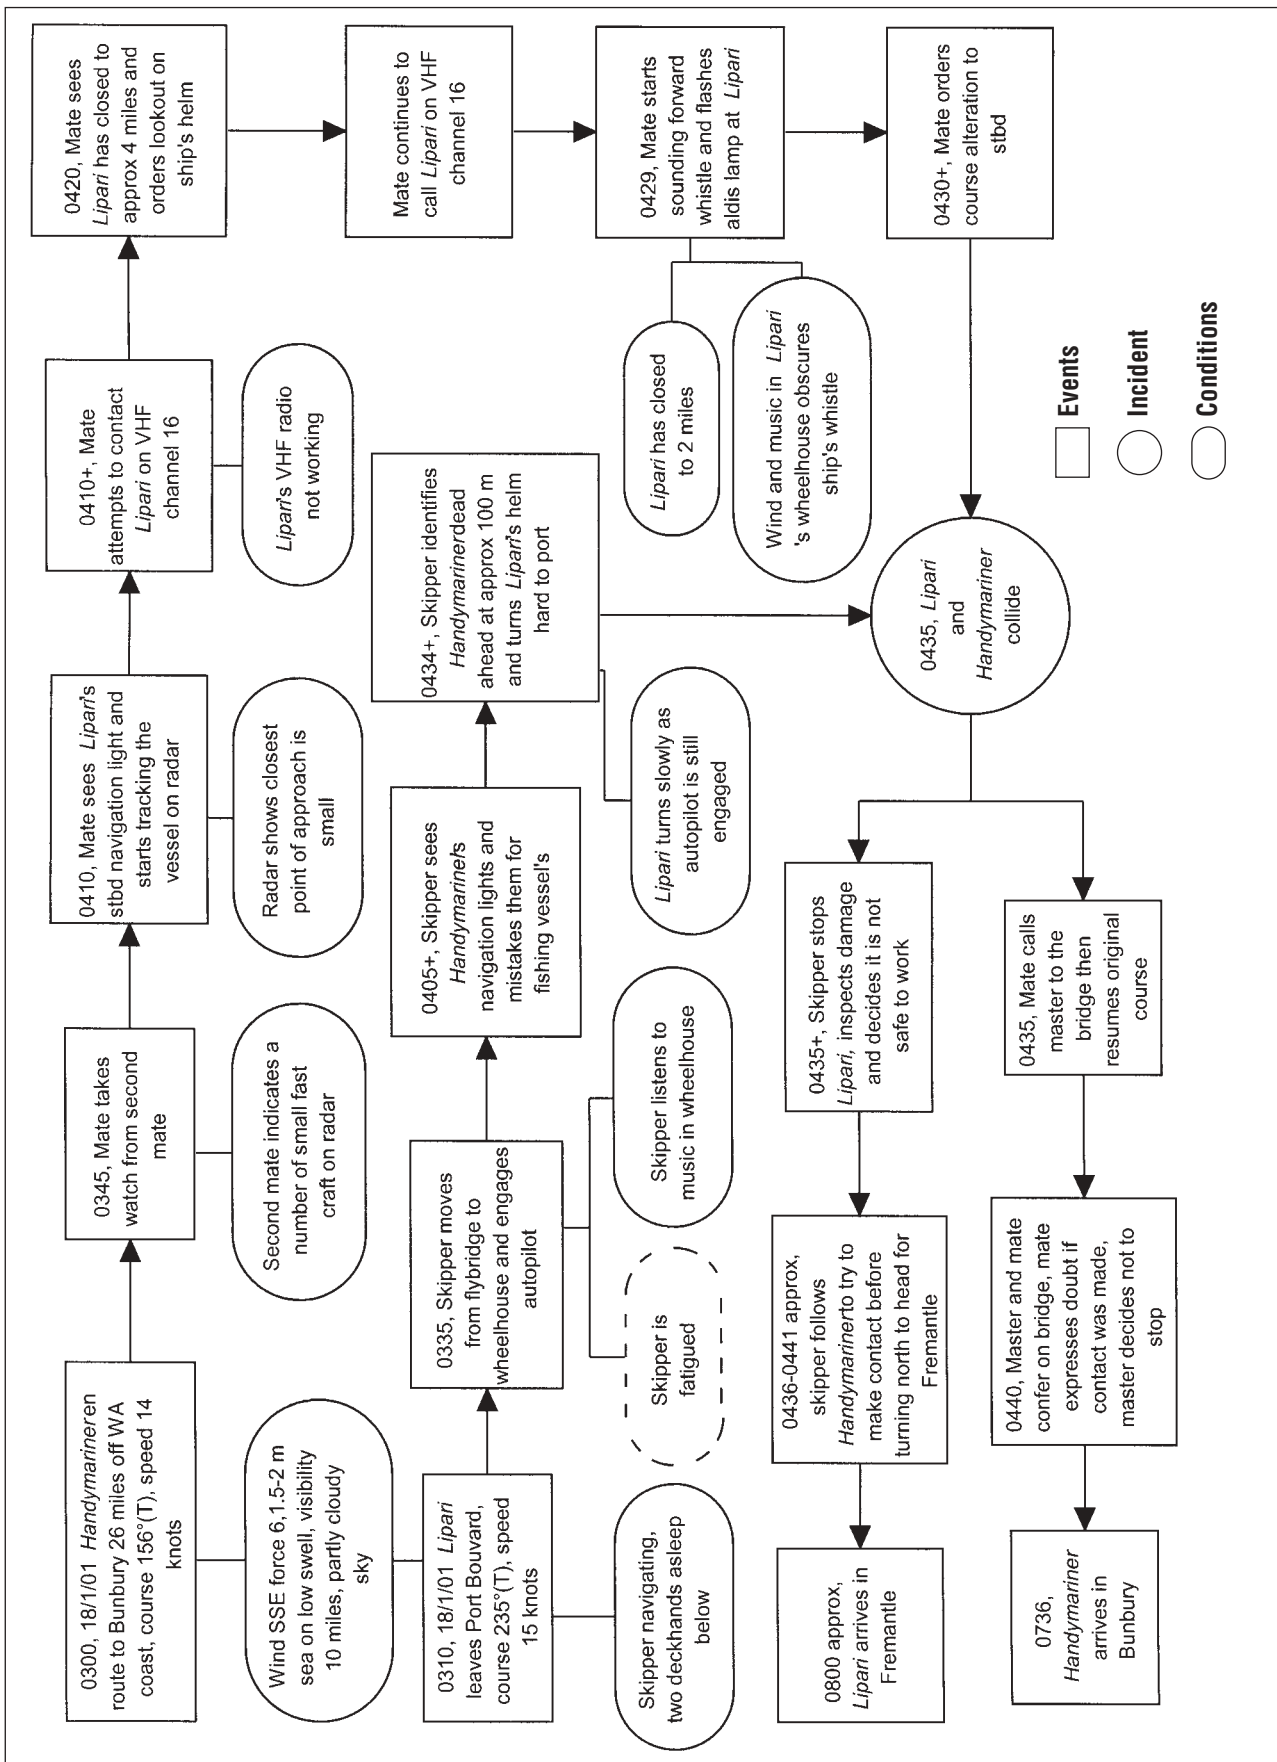 0300, 18/1/01 Handymarineren
route to Bunbury 26 miles off WA
coast, course 156°(T), speed 14
knots
0345, Mate takes
watch from second
mate
0410, Mate sees Lipari's
stbd navigation light and
starts tracking the
vessel on radar
0410+, Mate
attempts to contact
Lipari on VHF
channel 16
0420, Mate sees
Lipari has closed to
approx 4 miles and
orders lookout on
ship's helm
Second mate indicates a
number of small fast
craft on radar
Radar shows closest
point of approach is
small
Lipari's VHF radio
not working
Mate continues to
call Lipari on VHF
channel 16
Wind SSE force 6,1.5-2 m
sea on low swell, visibility
10 miles, partly cloudy
sky
0310, 18/1/01 Lipari
leaves Port Bouvard,
course 235°(T), speed
15 knots
0335, Skipper moves
from flybridge to
wheelhouse and engages
autopilot
0405+, Skipper sees
Handymariner's
navigation lights and
mistakes them for
fishing vessel's
0434+, Skipper identifies
Handymarinerdead
ahead at approx 100 m
and turns Lipari's helm
hard to port
0429, Mate starts
sounding forward
whistle and flashes
aldis lamp at Lipari
Skipper navigating,
two deckhands asleep
below
Skipper is
fatigued
Skipper listens to
music in wheelhouse
Lipari turns slowly as
autopilot is still
engaged
Lipari has closed
to 2 miles
Wind and music in Lipari
's wheelhouse obscures
ship's whistle
0430+, Mate orders
course alteration to
stbd
0435, Lipari
and
Handymariner
collide
0435+, Skipper stops
Lipari, inspects damage
and decides it is not
safe to work
0436-0441 approx,
skipper follows
Handymarinerto try to
make contact before
turning north to head for
Fremantle
0800 approx,
Lipari arrives in
Fremantle
0435, Mate calls
master to the
bridge then
resumes original
course
0440, Master and mate
confer on bridge, mate
expresses doubt if
contact was made,
master decides not to
stop
0736,
Handymariner
arrives in
Bunbury
Events
Incident
Conditions